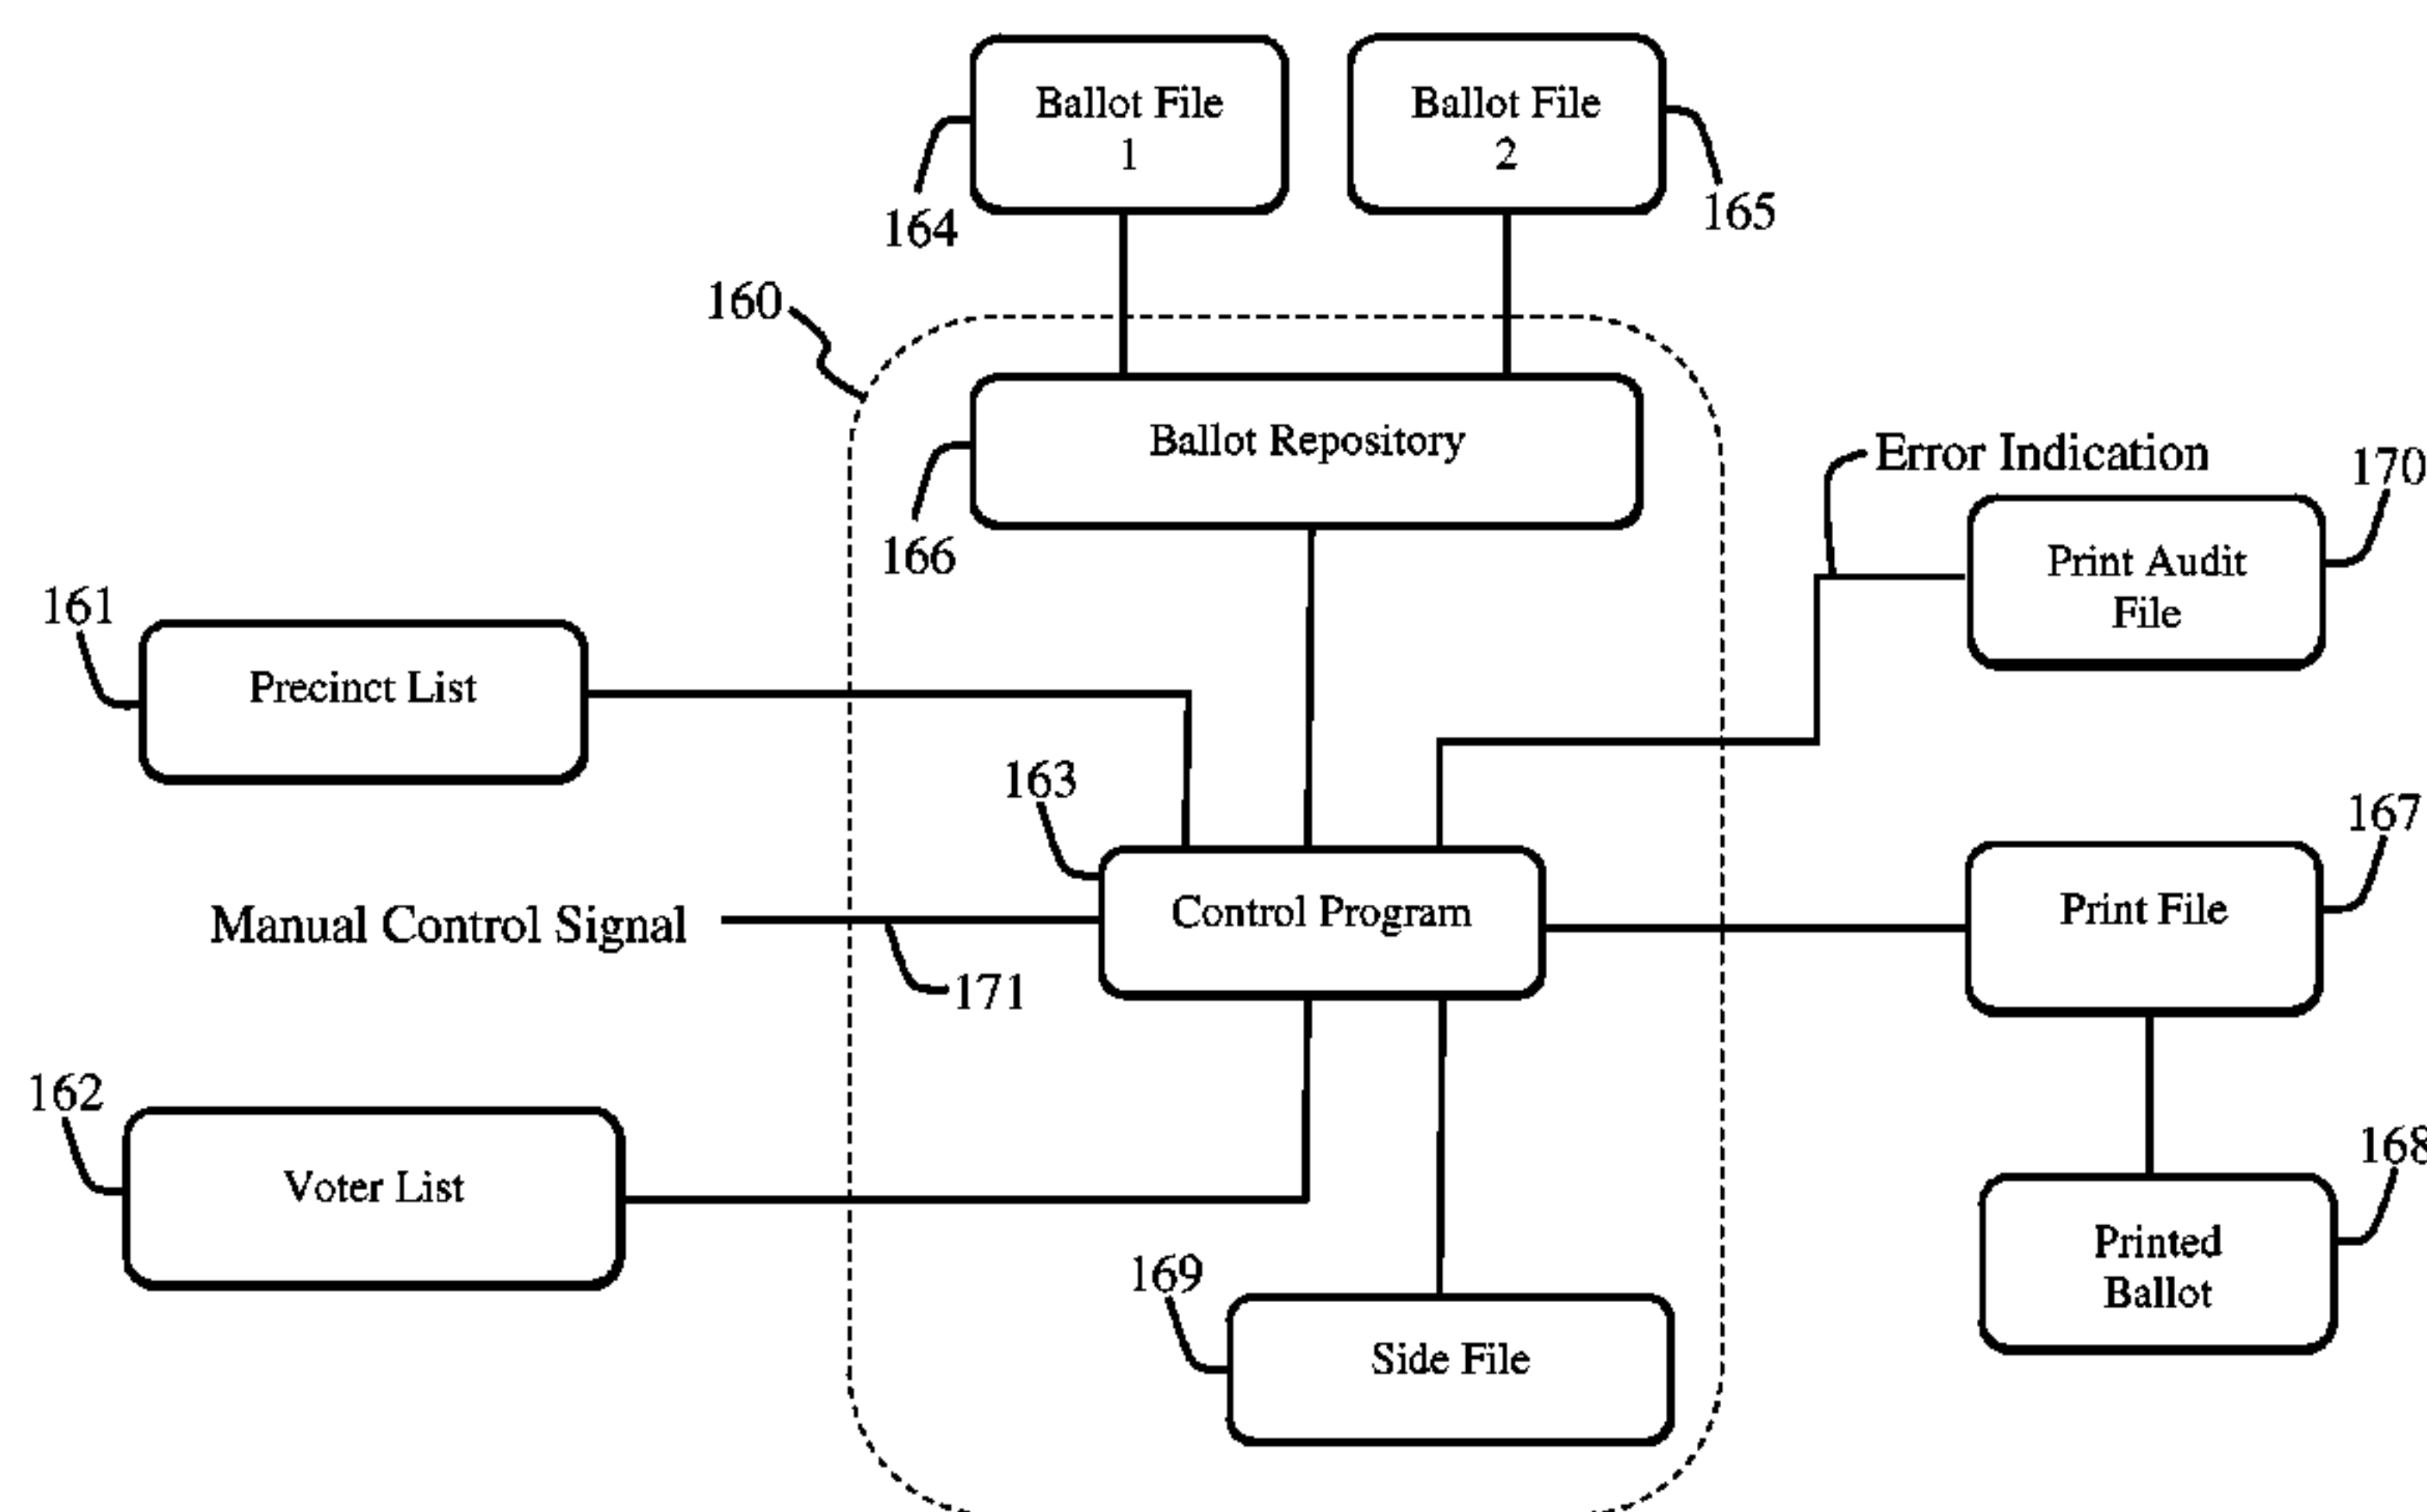 Ballot File
1
Ballot File
2
164
165
160
Ballot Repository
166
Error Indication
170
Print Audit
File
161
Precinct List
163
167
Manual Control Signal
Control Program
Print File
171
162
Voter List
168
Printed
Ballot
169
Side File